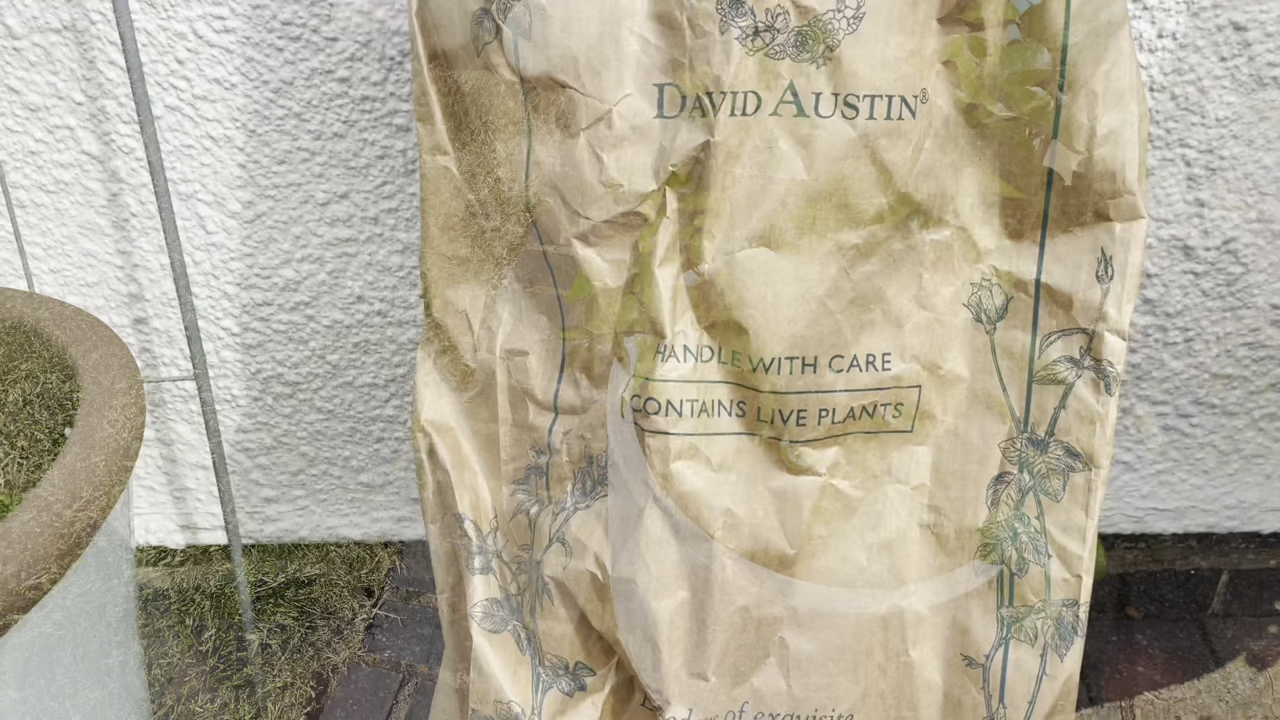 DAVID AUSTIN®
HANDLE WITH CARE
CONTAINS LIVE PLANTS
of exquisite